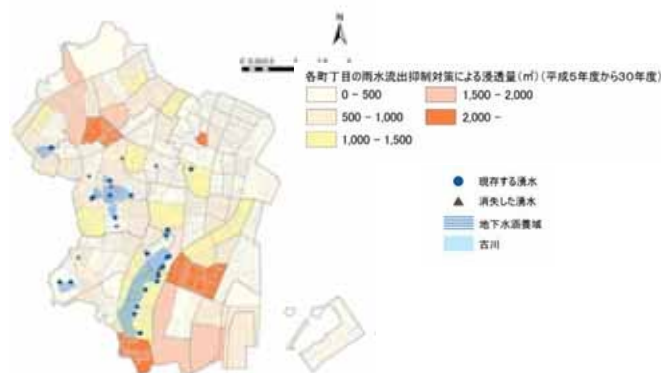 N
各町丁目の雨水流出抑制対策による浸透量(㎥)(平成5年度から30年度)
0 - 500
1,500 - 2,000
500 - 1,000
2,000 -
1,000 - 1,500
現存する湧水
消失した湧水
地下水涵養域
古川